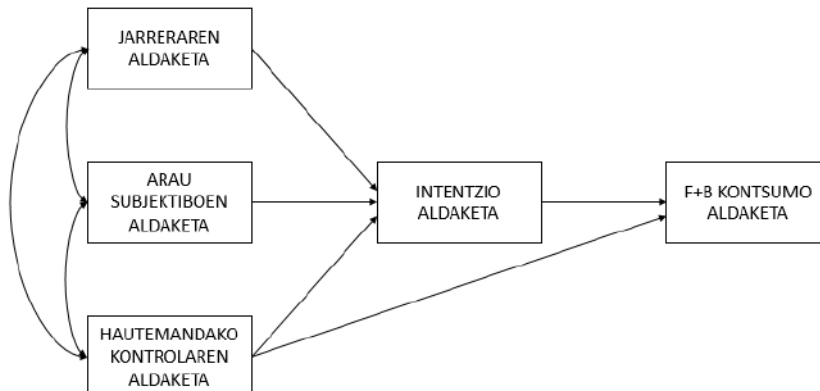 JARRERAREN
ALDAKETA
ARAU
SUBJEKTIBOEN
ALDAKETA
INTENTZIO
ALDAKETA
F+B KONTSUMO
ALDAKETA
HAUTEMANDAKO
KONTROLAREN
ALDAKETA